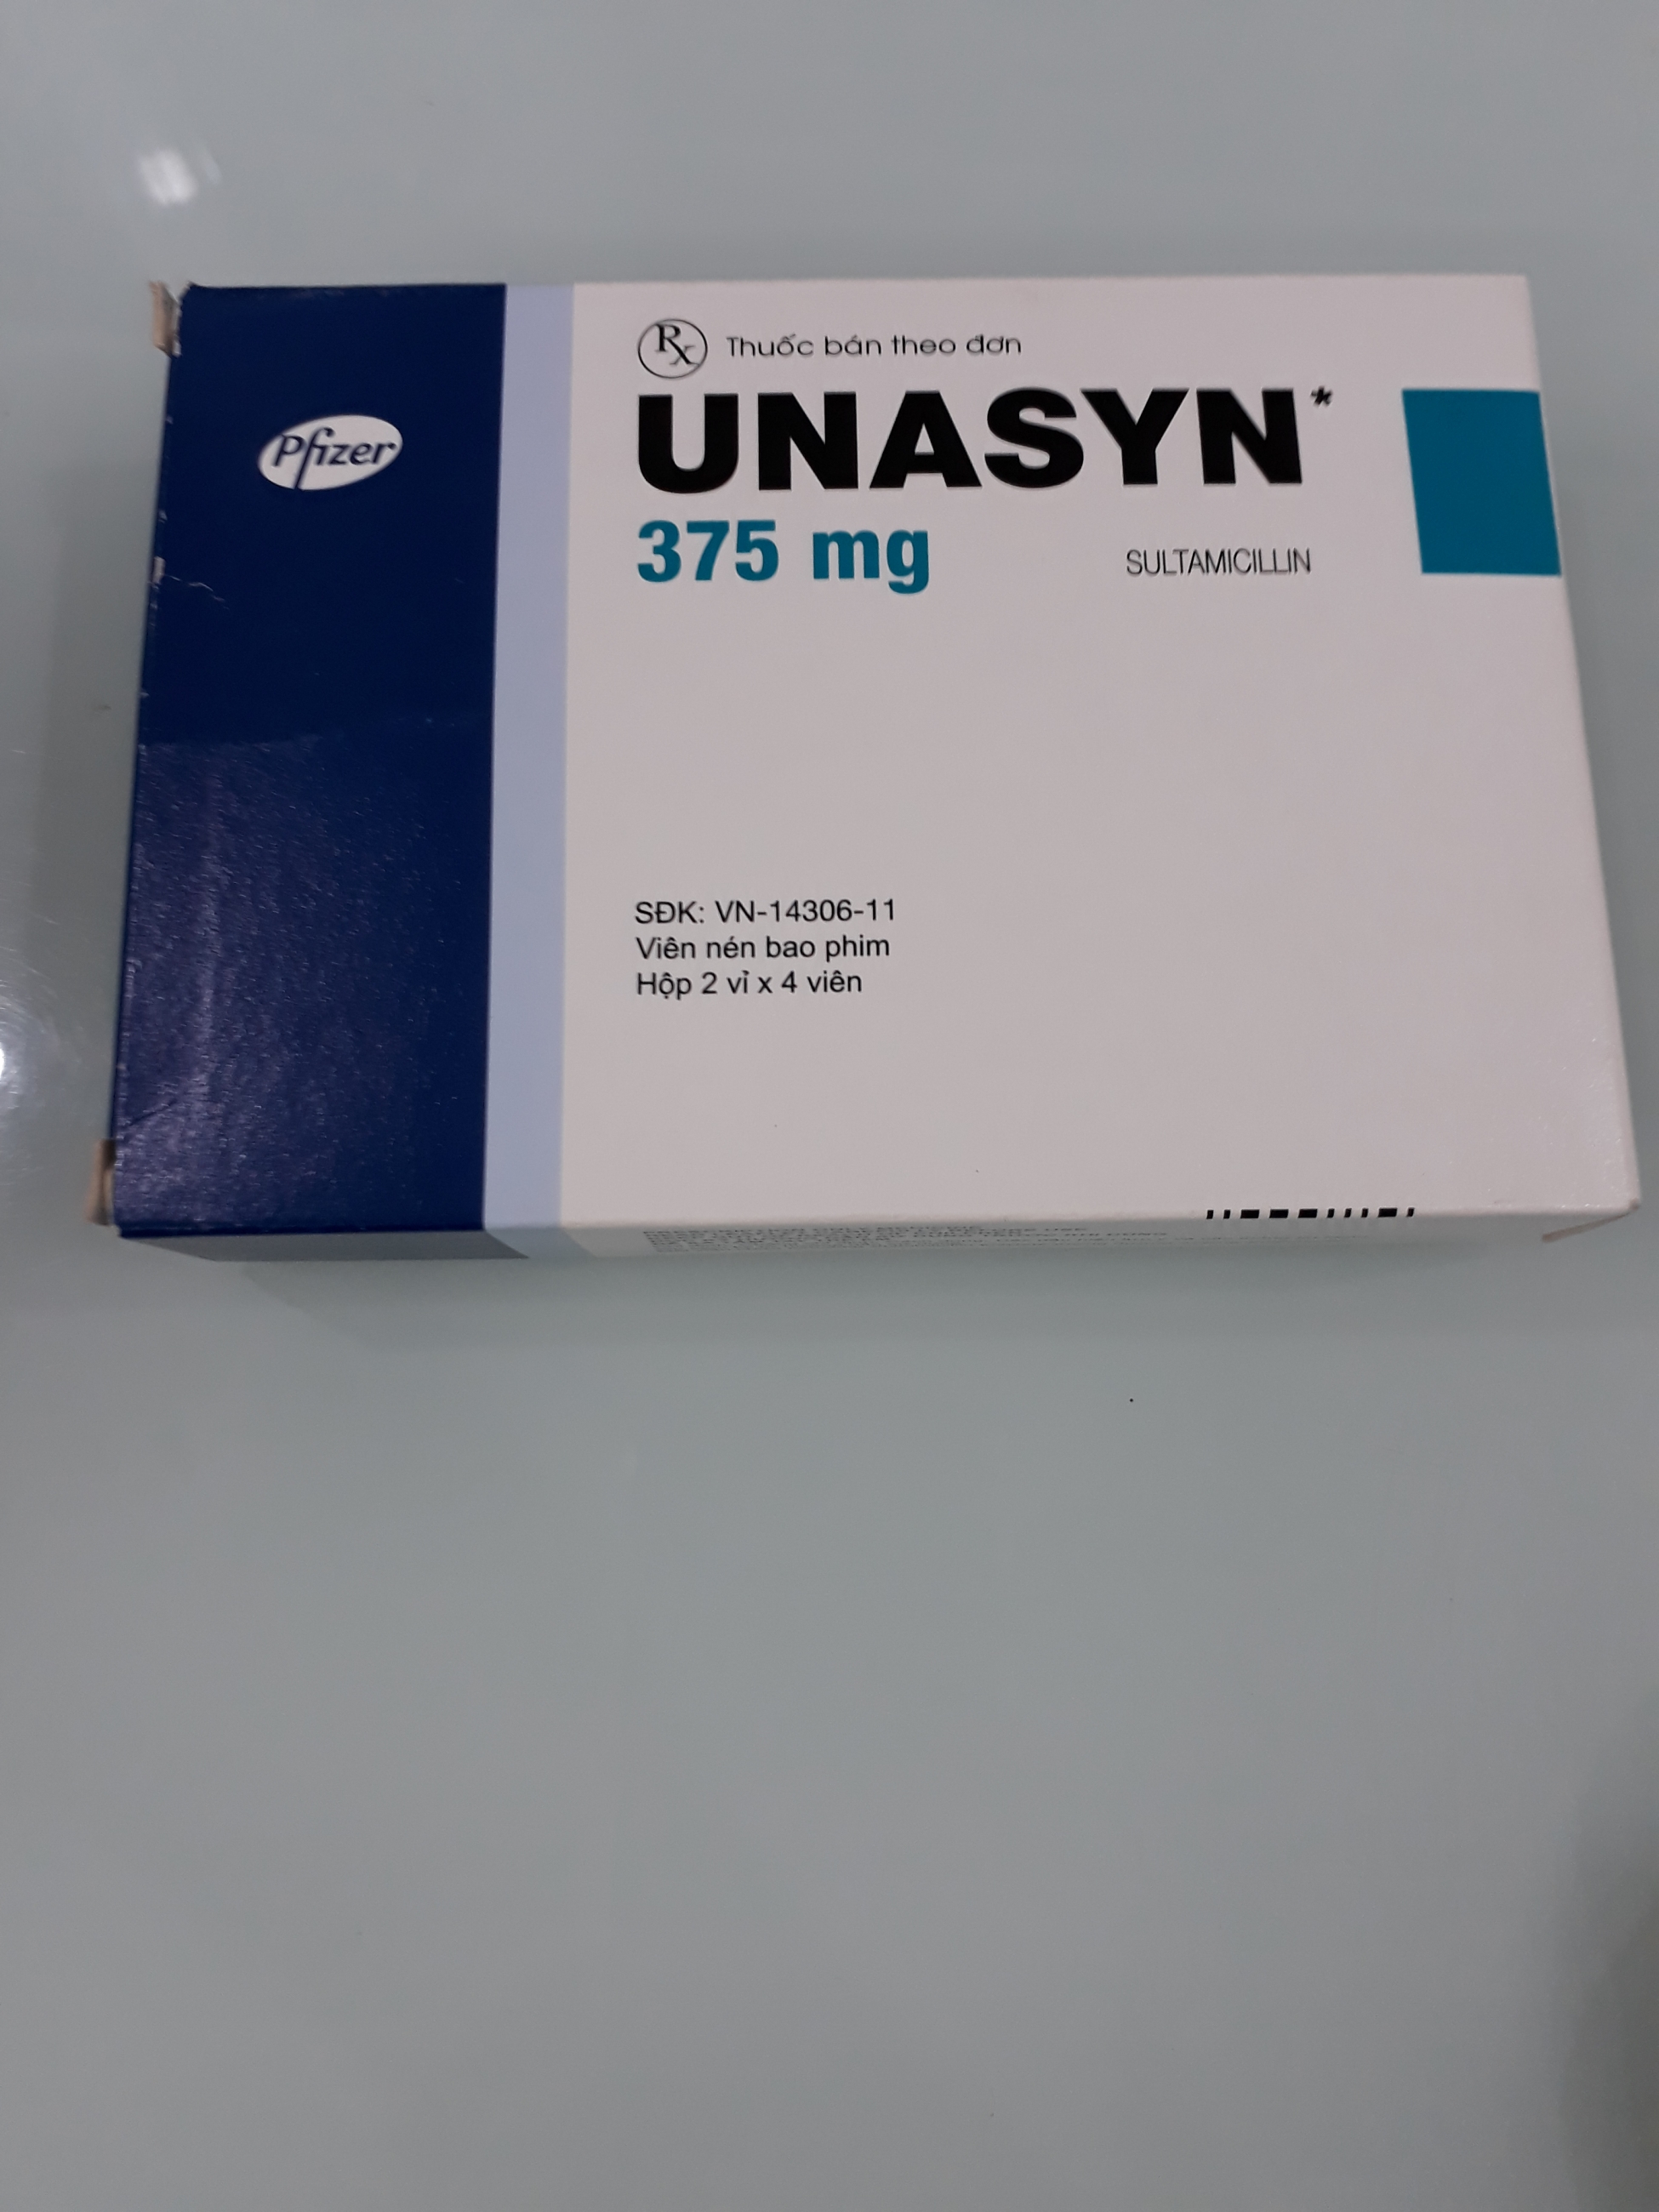 Pfizer
Rx Thuốc bán theo đơn
UNASYN*
375 mg
SULTAMICILLIN
SĐK: VN-14306-11
Viên nén bao phim
Hộp 2 vỉ x 4 viên